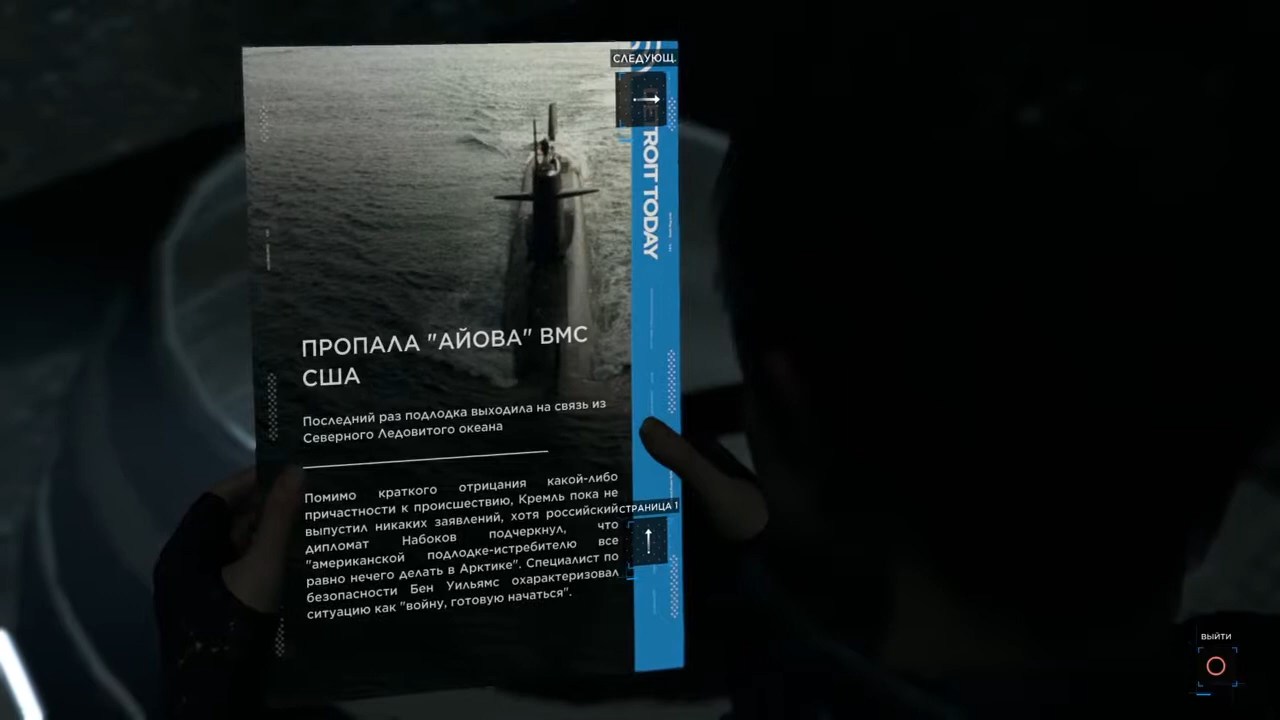 СЛЕДУЮЩ.
ROIT TODAY
ПРОПАЛА "АЙОВА" ВМС
США
Последний раз подлодка выходила на связь из
Северного Ледовитого океана
Помимо краткого отрицания какой-либо
причастности к происшествию, Кремль пока не
выпустил никаких заявлений, хотя российский
дипломат Набоков подчеркнул, что
"американской подлодке-истребителю все
равно нечего делать в Арктике". Специалист по
безопасности Бен Уильямс охарактеризовал
ситуацию как "войну, готовую начаться".
СТРАНИЦА 1
ВЫЙТИ